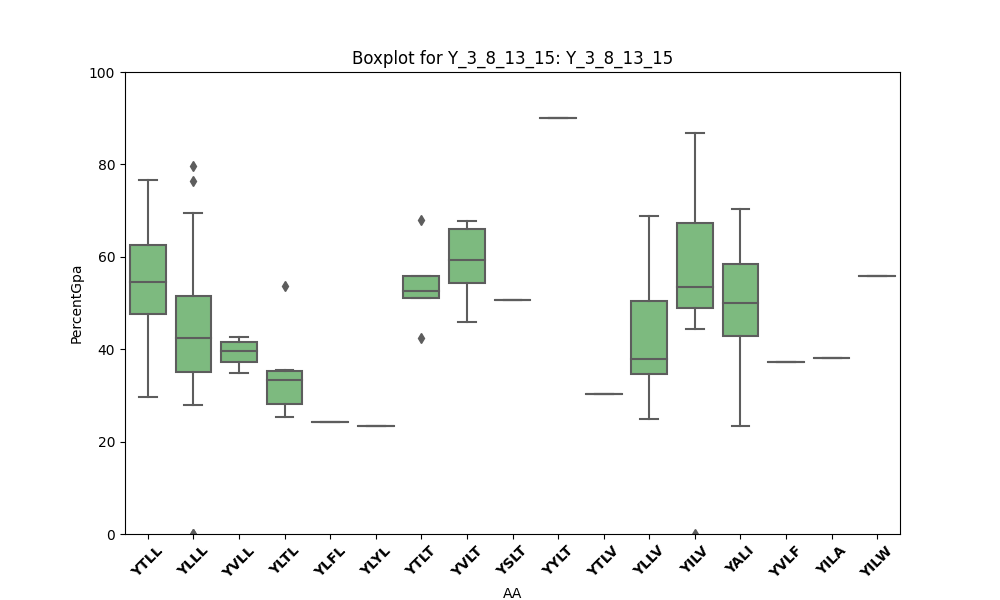 Boxplot for Y_3_8_13_15: Y_3_8_13_15
100
80
60
40
20
0
PercentGpa
YTLL YLLL YVLL YLTL YLFL YLYL YTLT YVLT YSLT YYLT YTLV YLLV YILV YALI YVLF YILA YILW
AA